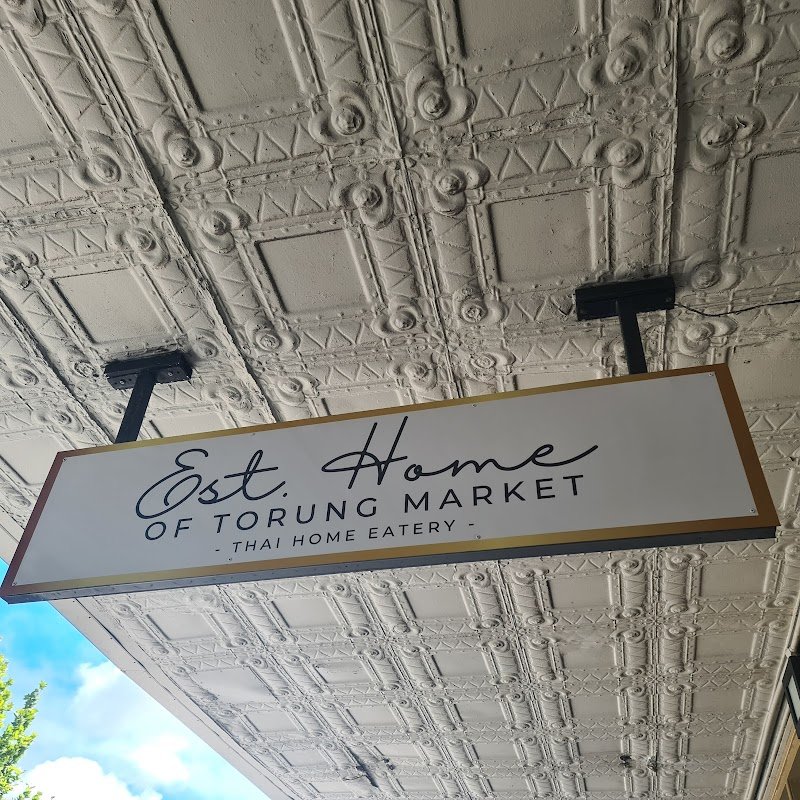 Est. Home
OF TORUNG MARKET
- THAI HOME EATERY -